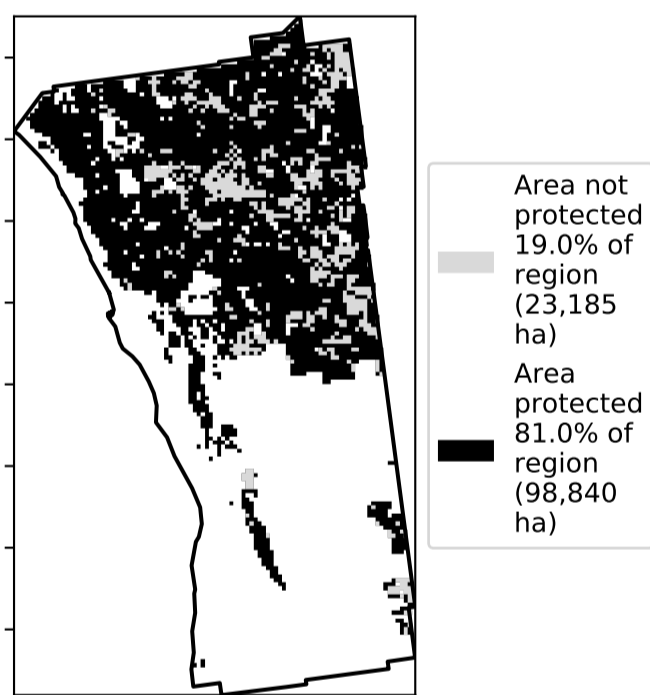 Area not
protected
19.0% of
region
(23,185
ha)
Area
protected
81.0% of
region
(98,840
ha)